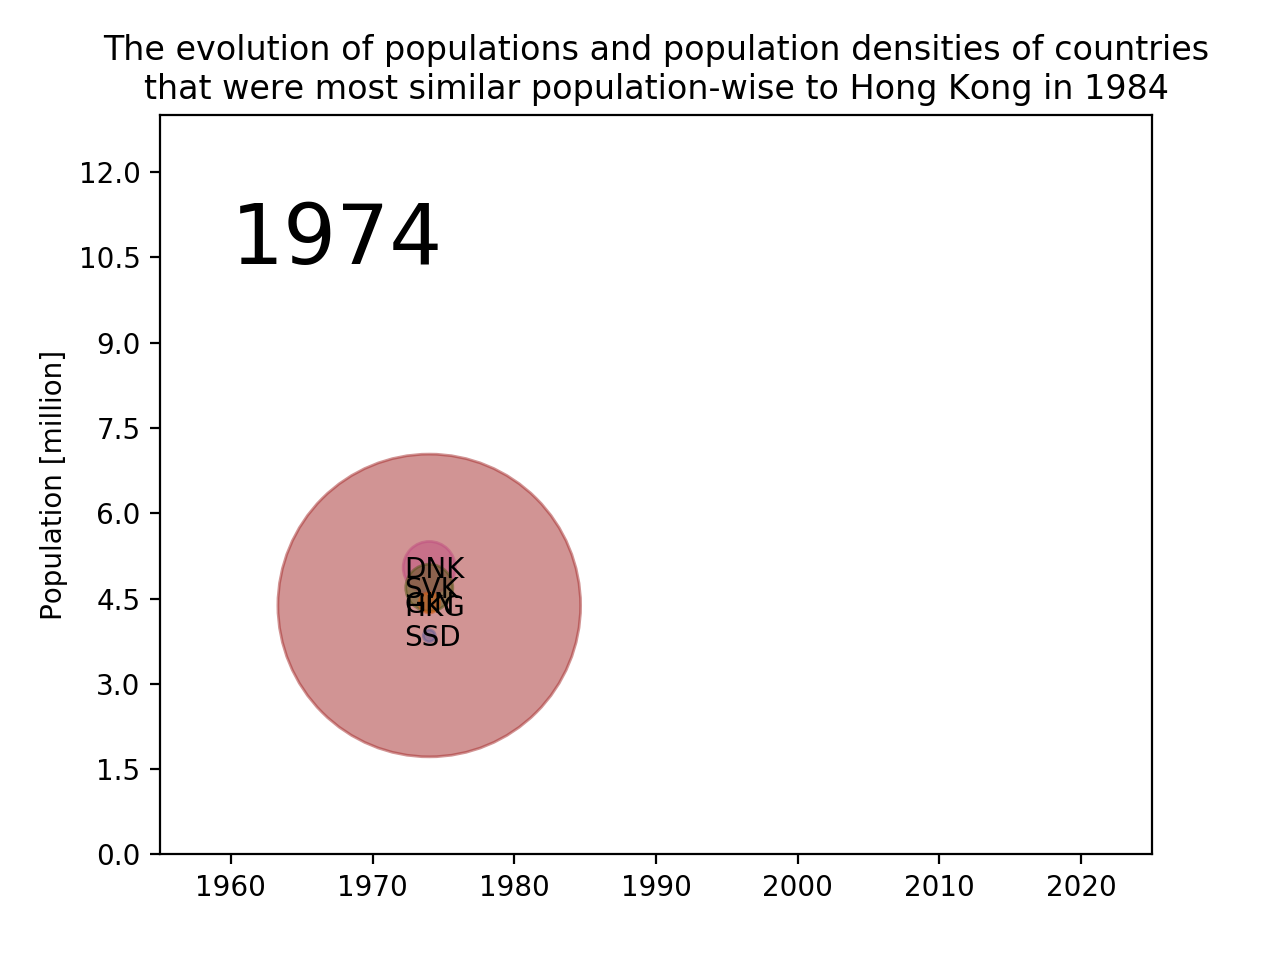 The evolution of populations and population densities of countries
that were most similar population-wise to Hong Kong in 1984
12.0
1974
10.5
9.0
7.5
6.0
4.5
3.0
1.5
0.0
Population [million]
DNK
SVK
HKG
SSD
1960 1970 1980 1990 2000 2010 2020